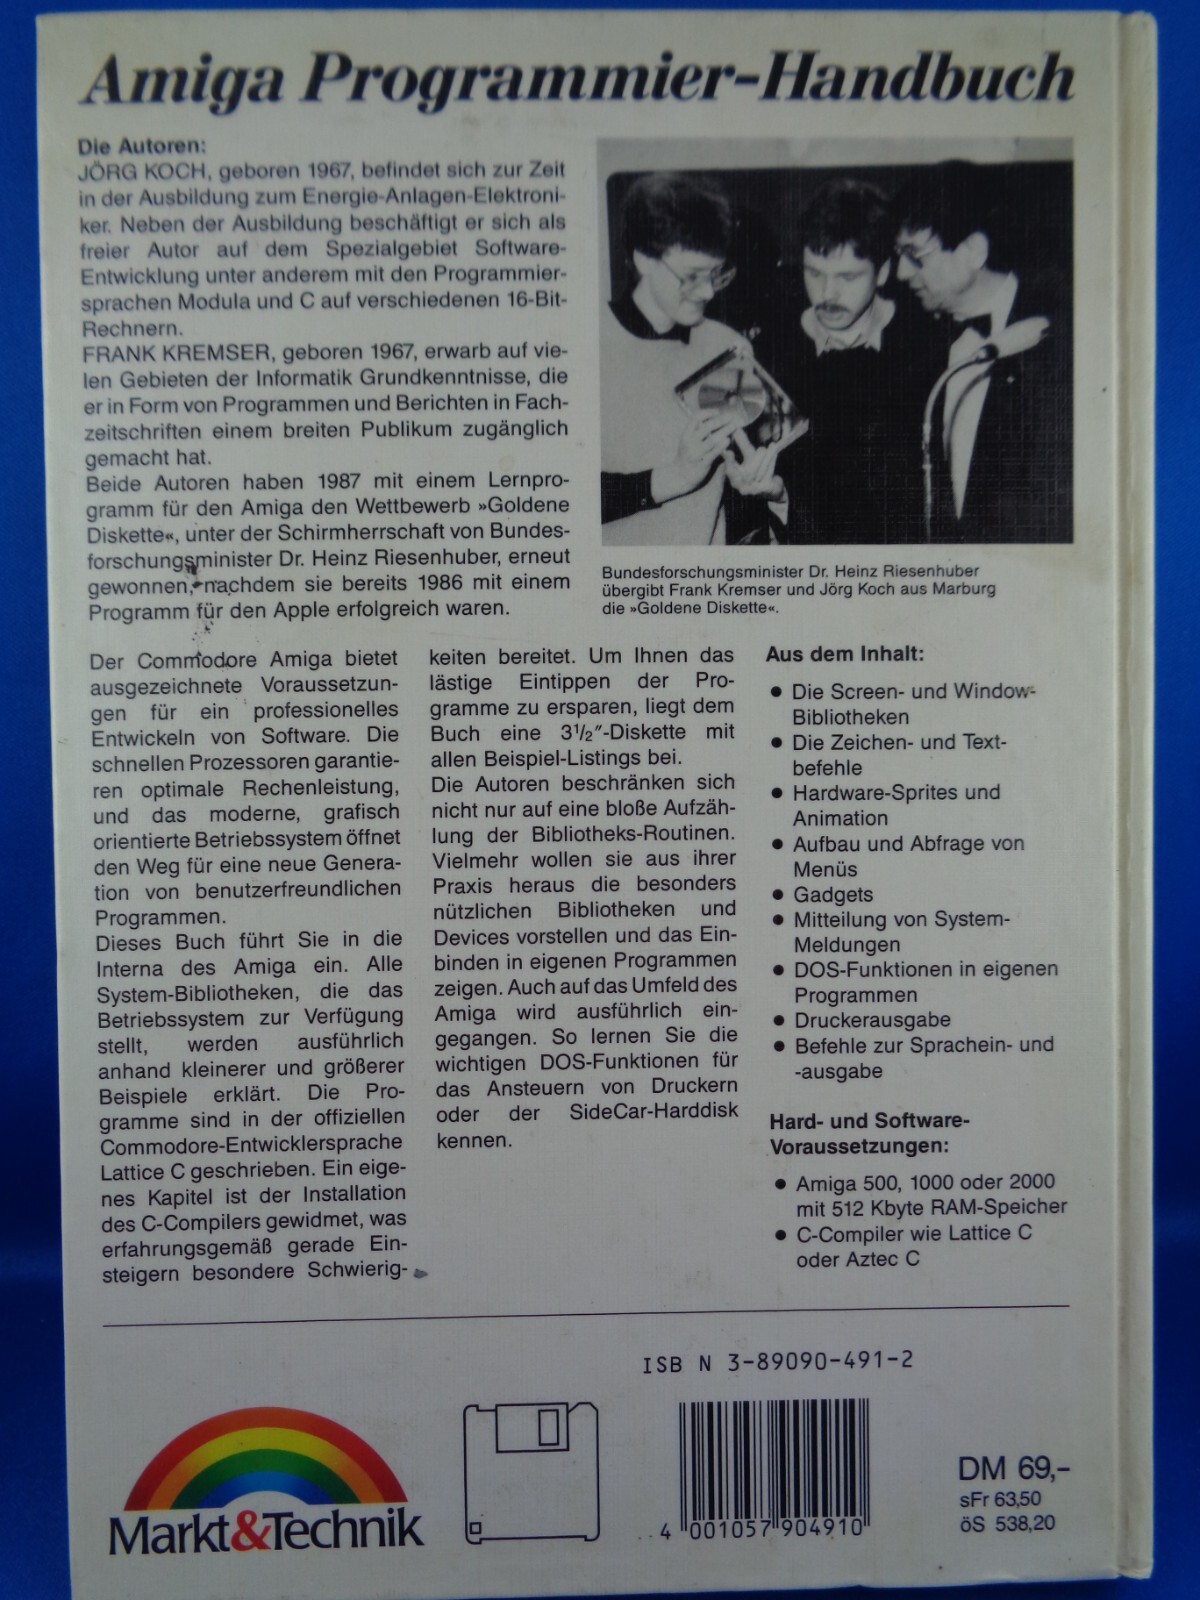 Amiga Programmier-Handbuch
Die Autoren:
JÖRG KOCH, geboren 1967, befindet sich zur Zeit
in der Ausbildung zum Energie-Anlagen-Elektroni-
ker. Neben der Ausbildung beschäftigt er sich als
freier Autor auf dem Spezialgebiet Software-
Entwicklung unter anderem mit den Programmier-
sprachen Modula und C auf verschiedenen 16-Bit-
Rechnern.
FRANK KREMSER, geboren 1967, erwarb auf vie-
len Gebieten der Informatik Grundkenntnisse, die
er in Form von Programmen und Berichten in Fach-
zeitschriften einem breiten Publikum zugänglich
gemacht hat.
Beide Autoren haben 1987 mit einem Lernpro-
gramm für den Amiga den Wettbewerb »Goldene
Diskette«, unter der Schirmherrschaft von Bundes-
forschungsminister Dr. Heinz Riesenhuber, erneut
gewonnen, nachdem sie bereits 1986 mit einem
Programm für den Apple erfolgreich waren.
Bundesforschungsminister Dr. Heinz Riesenhuber
übergibt Frank Kremser und Jörg Koch aus Marburg
die »Goldene Diskette«.
Der Commodore Amiga bietet
ausgezeichnete Voraussetzun-
gen für ein professionelles
Entwickeln von Software. Die
schnellen Prozessoren garantie-
ren optimale Rechenleistung,
und das moderne, grafisch
orientierte Betriebssystem öffnet
den Weg für eine neue Genera-
tion von benutzerfreundlichen
Programmen.
Dieses Buch führt Sie in die
Interna des Amiga ein. Alle
System-Bibliotheken, die das
Betriebssystem zur Verfügung
stellt, werden ausführlich
anhand kleinerer und größerer
Beispiele erklärt. Die Pro-
gramme sind in der offiziellen
Commodore-Entwicklersprache
Lattice C geschrieben. Ein eige-
nes Kapitel ist der Installation
des C-Compilers gewidmet, was
erfahrungsgemäß gerade Ein-
steigern besondere Schwierig-
keiten bereitet. Um Ihnen das
lästige Eintippen der Pro-
gramme zu ersparen, liegt dem
Buch eine 3½″-Diskette mit
allen Beispiel-Listings bei.
Die Autoren beschränken sich
nicht nur auf eine bloße Aufzäh-
lung der Bibliotheks-Routinen.
Vielmehr wollen sie aus ihrer
Praxis heraus die besonders
nützlichen Bibliotheken und
Devices vorstellen und das Ein-
binden in eigenen Programmen
zeigen. Auch auf das Umfeld des
Amiga wird ausführlich ein-
gegangen. So lernen Sie die
wichtigen DOS-Funktionen für
das Ansteuern von Druckern
oder der SideCar-Harddisk
kennen.
Aus dem Inhalt:
● Die Screen- und Window-
Bibliotheken
● Die Zeichen- und Text-
befehle
● Hardware-Sprites und
Animation
● Aufbau und Abfrage von
Menüs
● Gadgets
● Mitteilung von System-
Meldungen
● DOS-Funktionen in eigenen
Programmen
● Druckerausgabe
● Befehle zur Sprachein- und
-ausgabe
Hard- und Software-
Voraussetzungen:
● Amiga 500, 1000 oder 2000
mit 512 Kbyte RAM-Speicher
● C-Compiler wie Lattice C
oder Aztec C
ISB N 3-89090-491-2
4 001057 904910
DM 69,-
sFr 63,50
öS 538,20
Markt&Technik